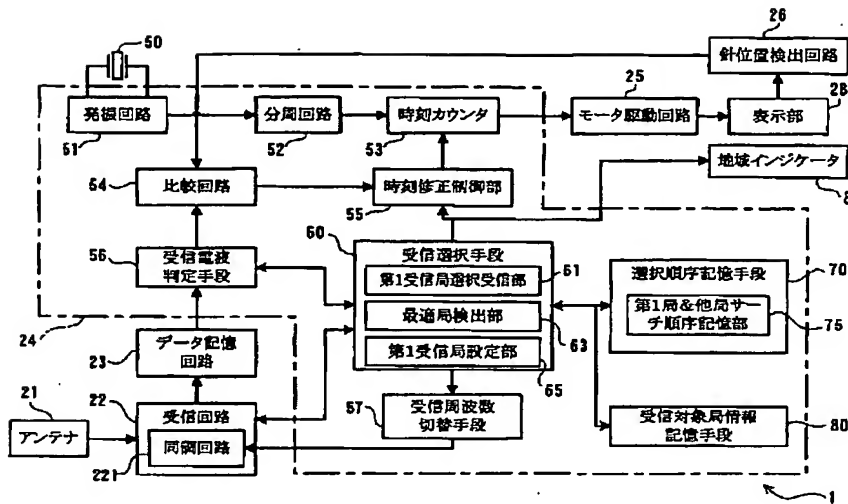 50
26
針位置検出回路
25
28
発振回路
分周回路
時刻カウンタ
モータ駆動回路
表示部
51
52
53
地域インジケータ
8
54
比較回路
時刻修正制御部
55
60
56
受信電波
判定手段
受信選択手段
61
第1受信局選択受信部
最適局検出部
63
第1受信局設定部
65
選択順序記憶手段
70
第1局&他局サー
チ順序記憶部
75
24
23
データ記憶
回路
21
22
アンテナ
受信回路
同調回路
221
57
受信周波数
切替手段
受信対象局情報
記憶手段
80
1